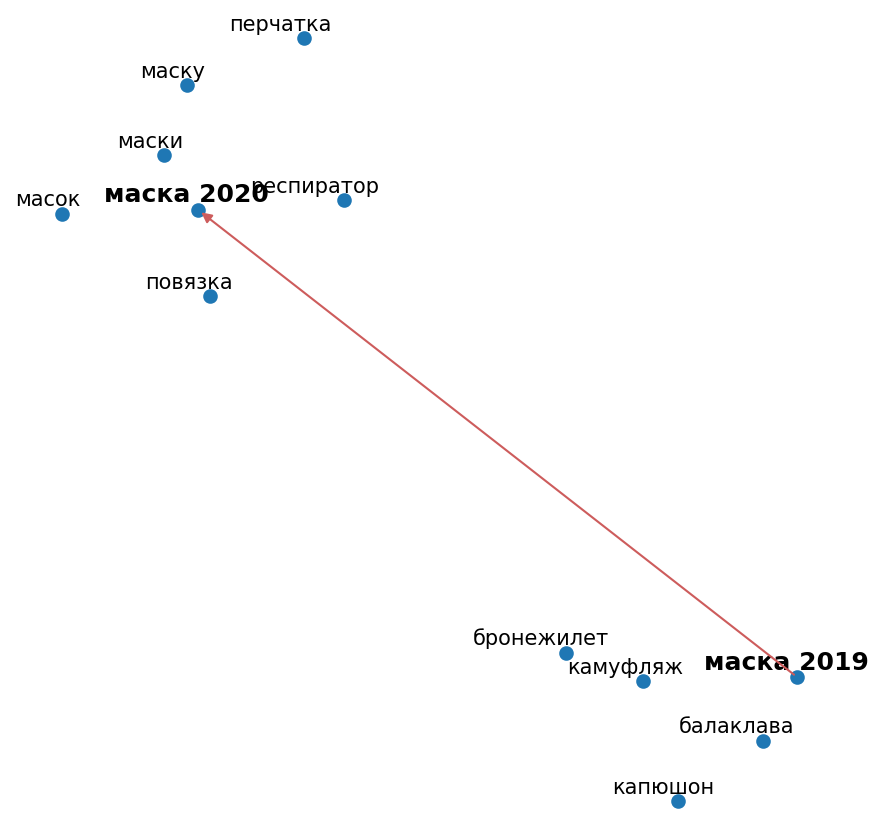 перчатка
маску
маски
масок
маска 2020
респиратор
повязка
бронежилет
камуфляж
маска 2019
балаклава
капюшон